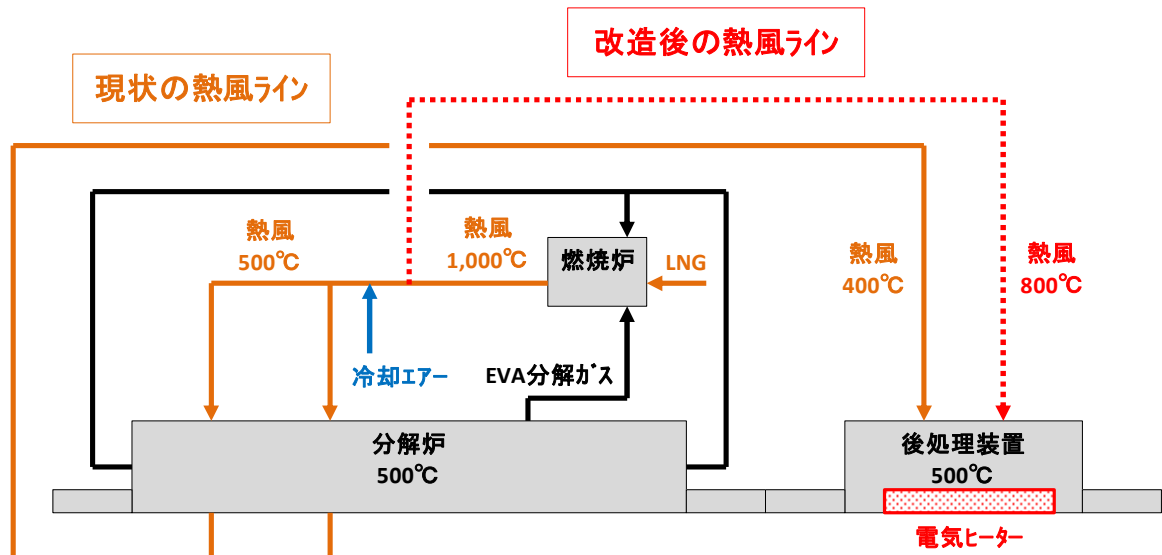 改造後の熱風ライン
現状の熱風ライン
熱風
500℃
熱風
1,000℃
燃焼炉
LNG
熱風
400℃
熱風
800℃
冷却エアー
EVA分解ガス
分解炉
500℃
後処理装置
500℃
電気ヒーター